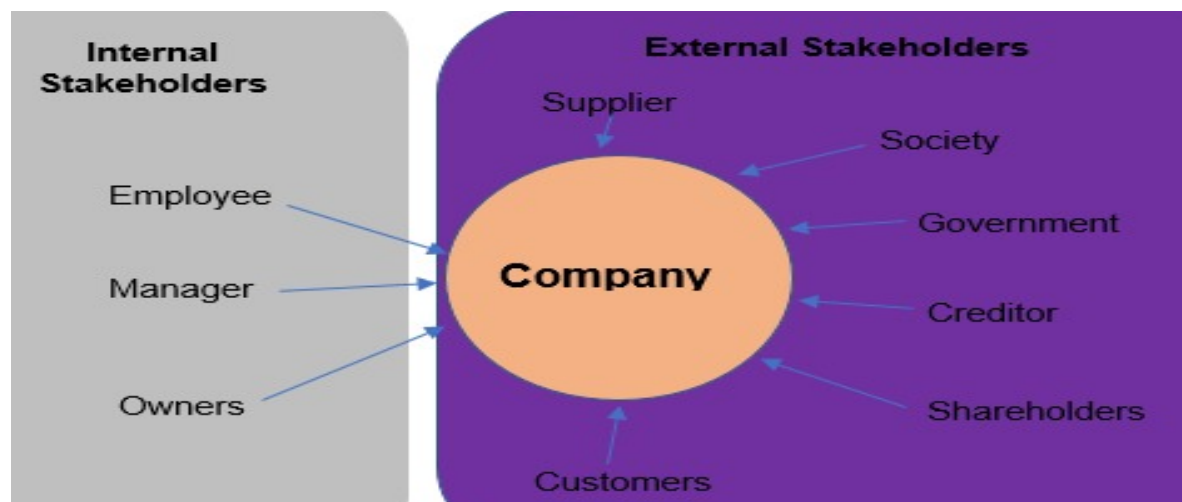 Internal
Stakeholders
Employee
Manager
Owners
External Stakeholders
Supplier
Society
Government
Company
Creditor
Shareholders
Customers